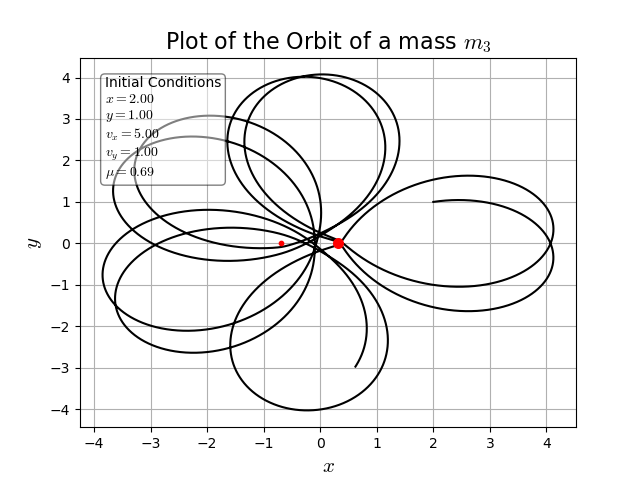 Plot of the Orbit of a mass m₃
Initial Conditions
x = 2.00
y = 1.00
vₓ = 5.00
v_y = 1.00
μ = 0.69
4
3
2
1
0
−1
−2
−3
−4
y
−4 −3 −2 −1 0 1 2 3 4
x